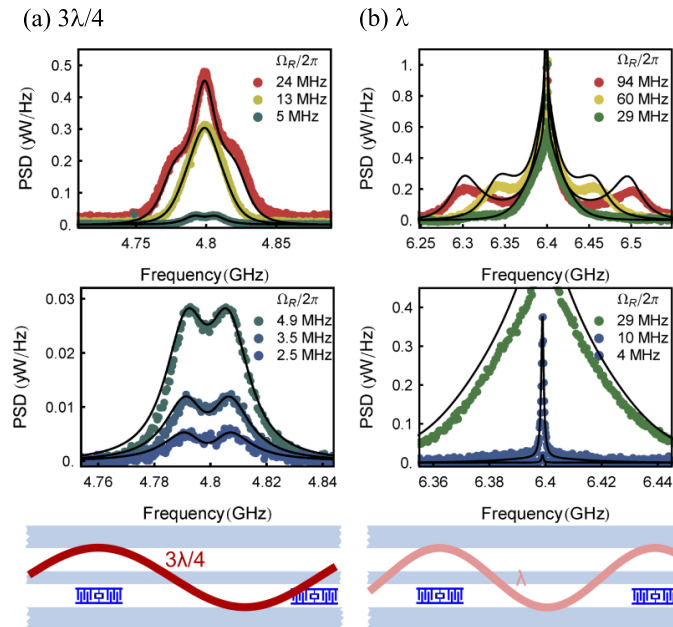 (a) 3λ/4
(b) λ
PSD (yW/Hz)
0.5
0.4
0.3
0.2
0.1
0.
4.75
4.8
4.85
Frequency(GHz)
Ω_R/2π
24 MHz
13 MHz
5 MHz
PSD (yW/Hz)
1.
0.8
0.6
0.4
0.2
0.
6.25
6.3
6.35
6.4
6.45
6.5
Frequency(GHz)
Ω_R/2π
94 MHz
60 MHz
29 MHz
PSD (yW/Hz)
0.03
0.02
0.01
0.
4.76
4.78
4.8
4.82
4.84
Frequency(GHz)
Ω_R/2π
4.9 MHz
3.5 MHz
2.5 MHz
PSD (yW/Hz)
0.4
0.3
0.2
0.1
0.
6.36
6.38
6.4
6.42
6.44
Frequency(GHz)
Ω_R/2π
29 MHz
10 MHz
4 MHz
3λ/4
λ